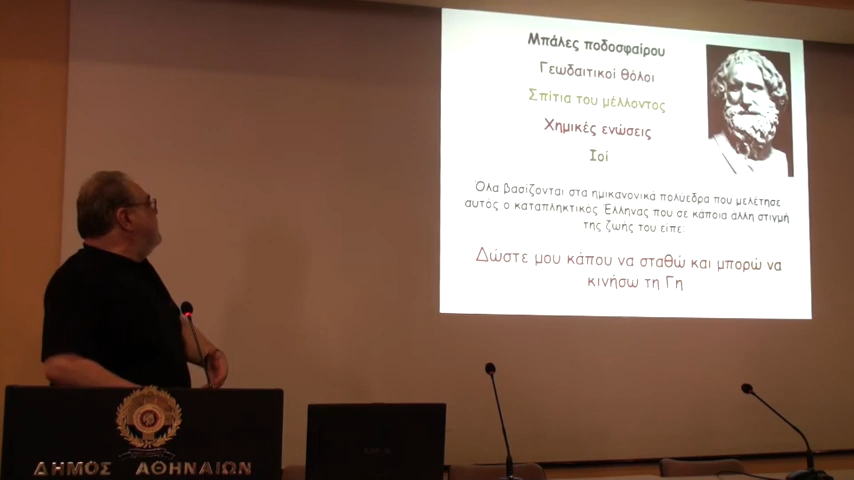 Μπάλες ποδοσφαίρου
Γεωδαιτικοί θόλοι
Σπίτια του μέλλοντος
Χημικές ενώσεις
Ιοί
Όλα βασίζονται στα ημικανονικά πολύεδρα που μελέτησε
αυτός ο καταπληκτικός Έλληνας που σε κάποια άλλη στιγμή
της ζωής του είπε:
Δώστε μου κάπου να σταθώ και μπορώ να
κινήσω τη Γη
ΔΗΜΟΣ ΑΘΗΝΑΙΩΝ